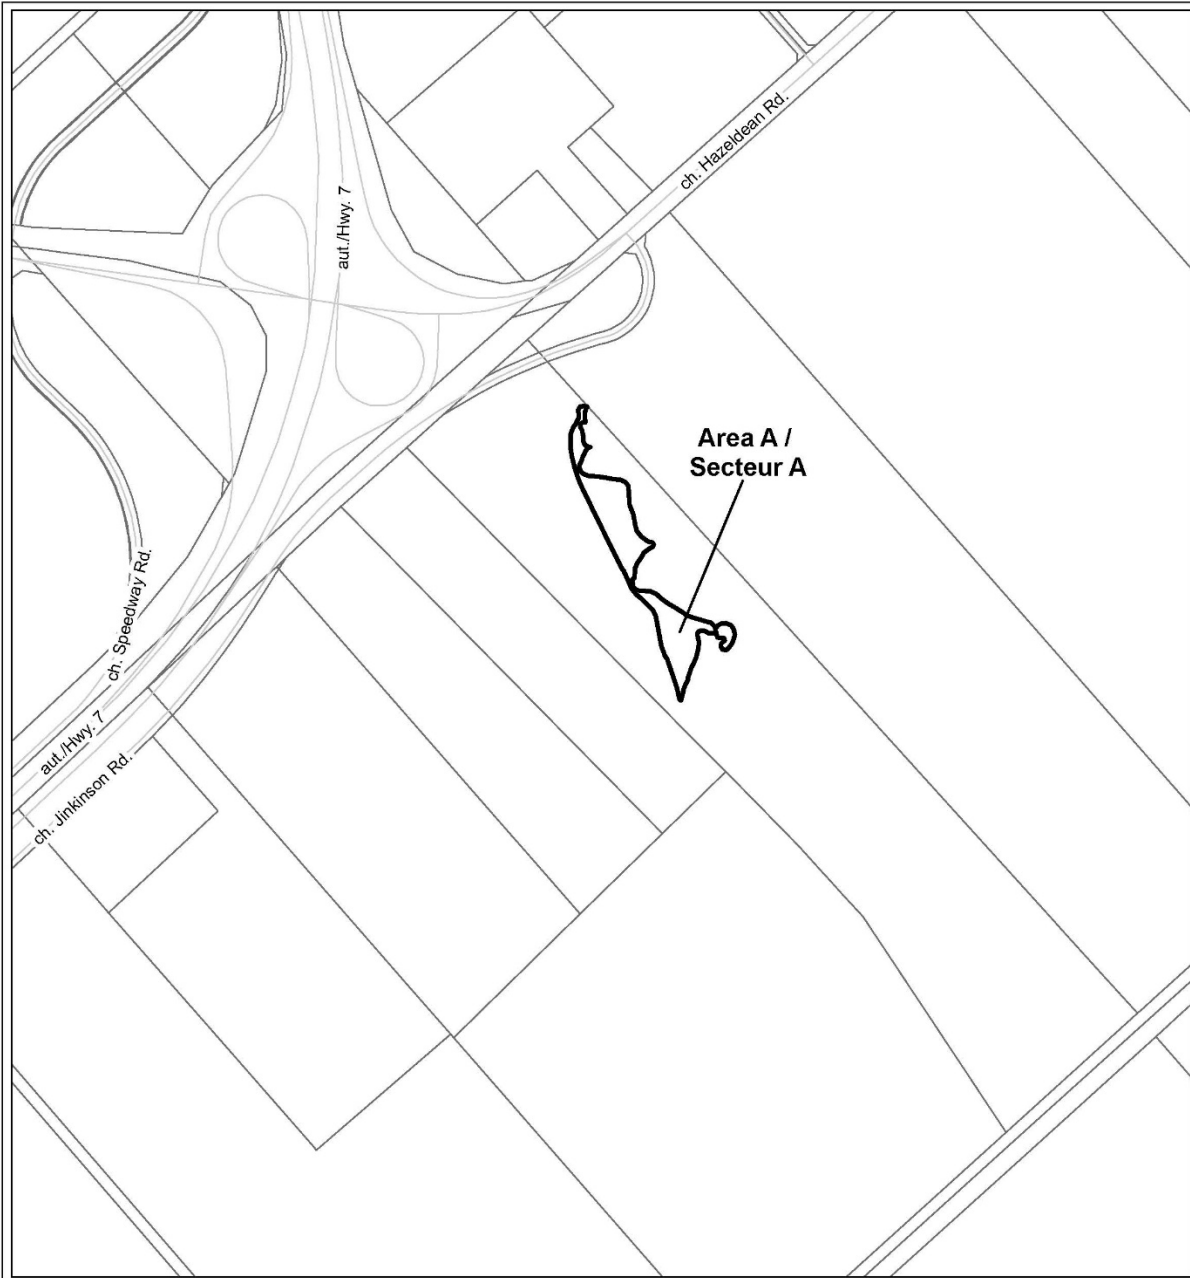 ch. Hazeldean Rd.
aut./Hwy. 7
Area A /
Secteur A
ch. Speedway Rd.
aut./Hwy. 7
ch. Jinkinson Rd.